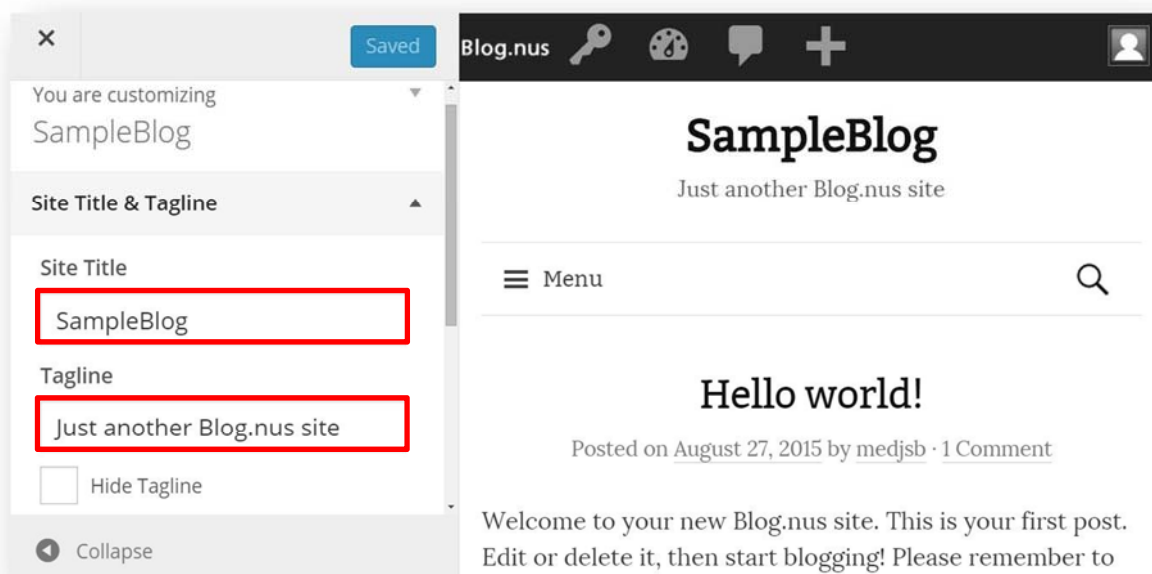 Saved
You are customizing
SampleBlog
Site Title & Tagline
Site Title
SampleBlog
Tagline
Just another Blog.nus site
Hide Tagline
Collapse
Blog.nus
SampleBlog
Just another Blog.nus site
Menu
Hello world!
Posted on August 27, 2015 by medjsb · 1 Comment
Welcome to your new Blog.nus site. This is your first post.
Edit or delete it, then start blogging! Please remember to